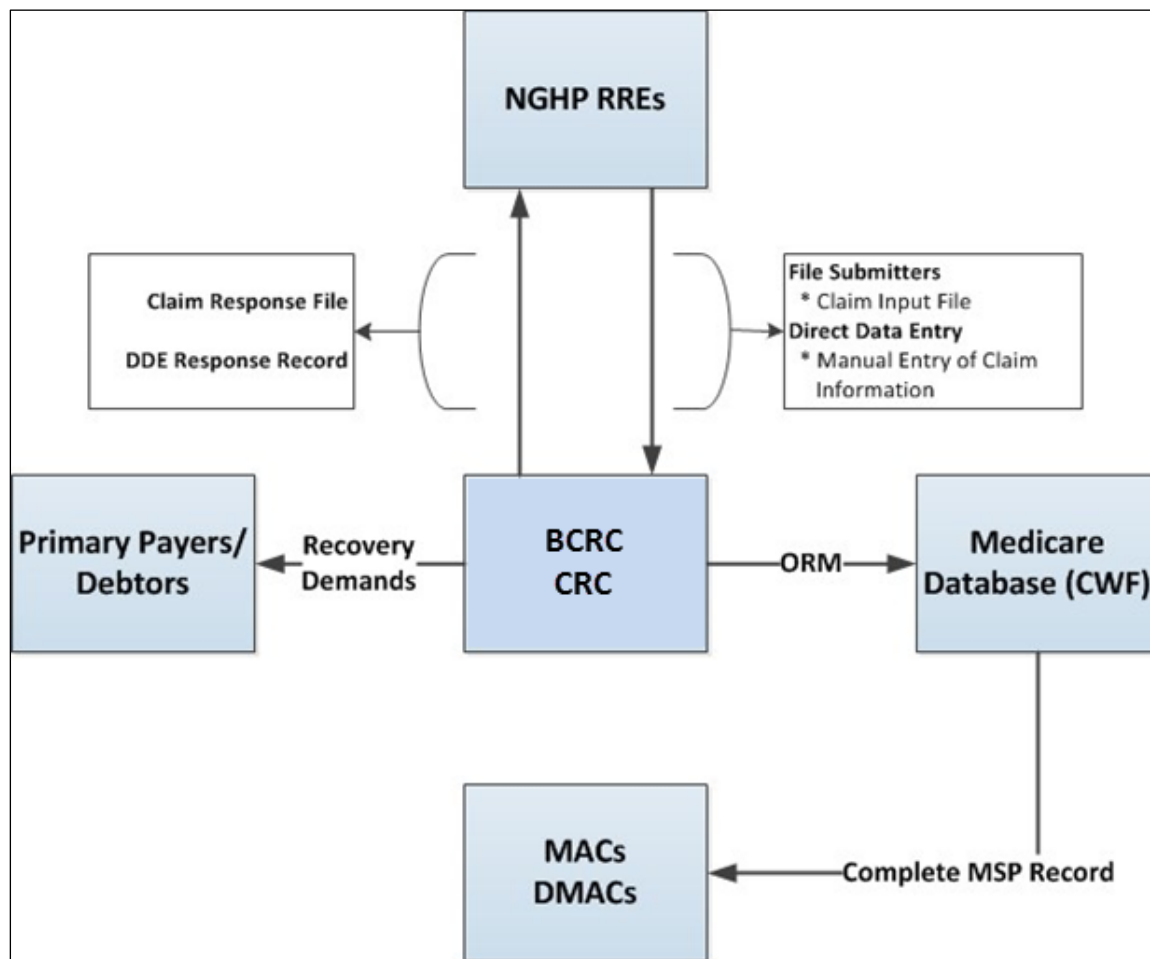 NGHP RREs
Claim Response File
DDE Response Record
File Submitters
* Claim Input File
Direct Data Entry
* Manual Entry of Claim
Information
Primary Payers/
Debtors
Recovery
Demands
BCRC
CRC
ORM
Medicare
Database (CWF)
MACs
DMACs
Complete MSP Record